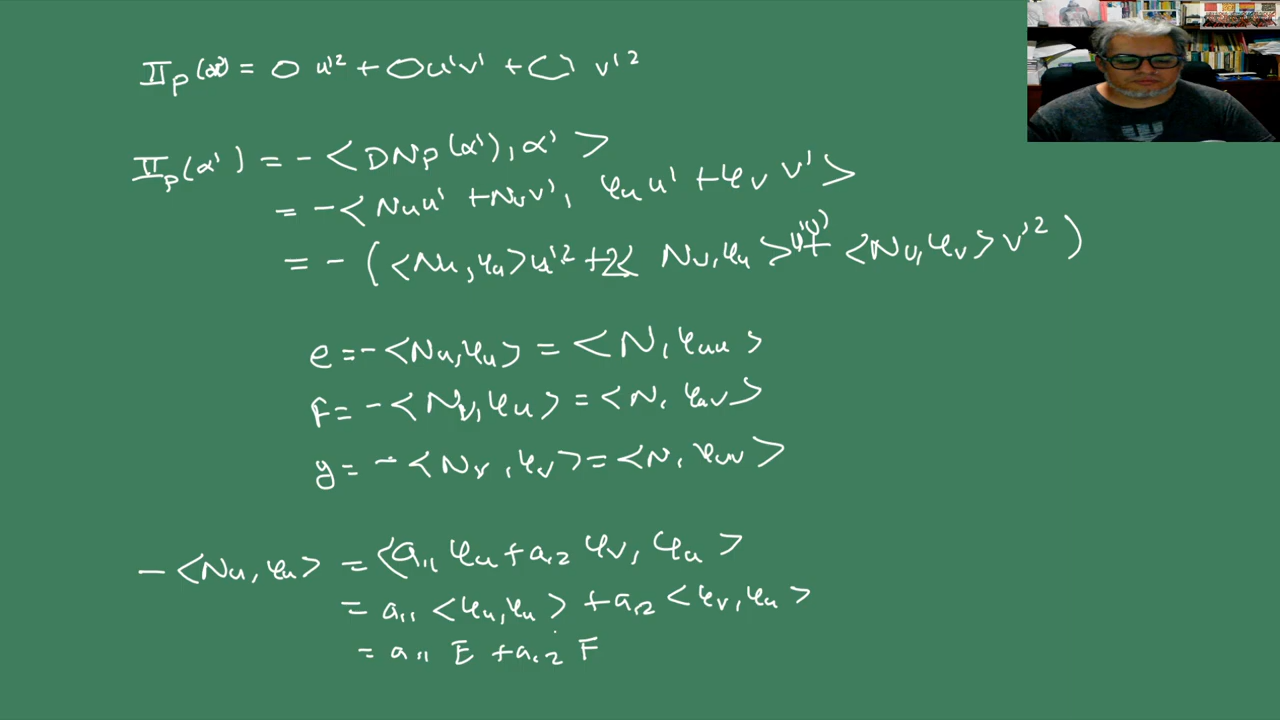 II_p(α') = O u'² + O u'v' + O v'²
II_p(α') = - < DN_p(α'), α' >
= - < N_u u' + N_v v', φ_u u' + φ_v v' >
= - ( <N_u, φ_u> u'² + 2 < N_v, φ_u > u'v' + <N_v, φ_v> v'² )
e = - <N_u, φ_u> = < N, φ_uu >
F = - < N_v, φ_u > = < N, φ_uv >
g = - < N_v, φ_v > = < N, φ_vv >
- <N_u, φ_u> = <a_11 φ_u + a_12 φ_v, φ_u >
= a_11 < φ_u, φ_u > + a_12 < φ_v, φ_u >
= a_11 E + a_12 F